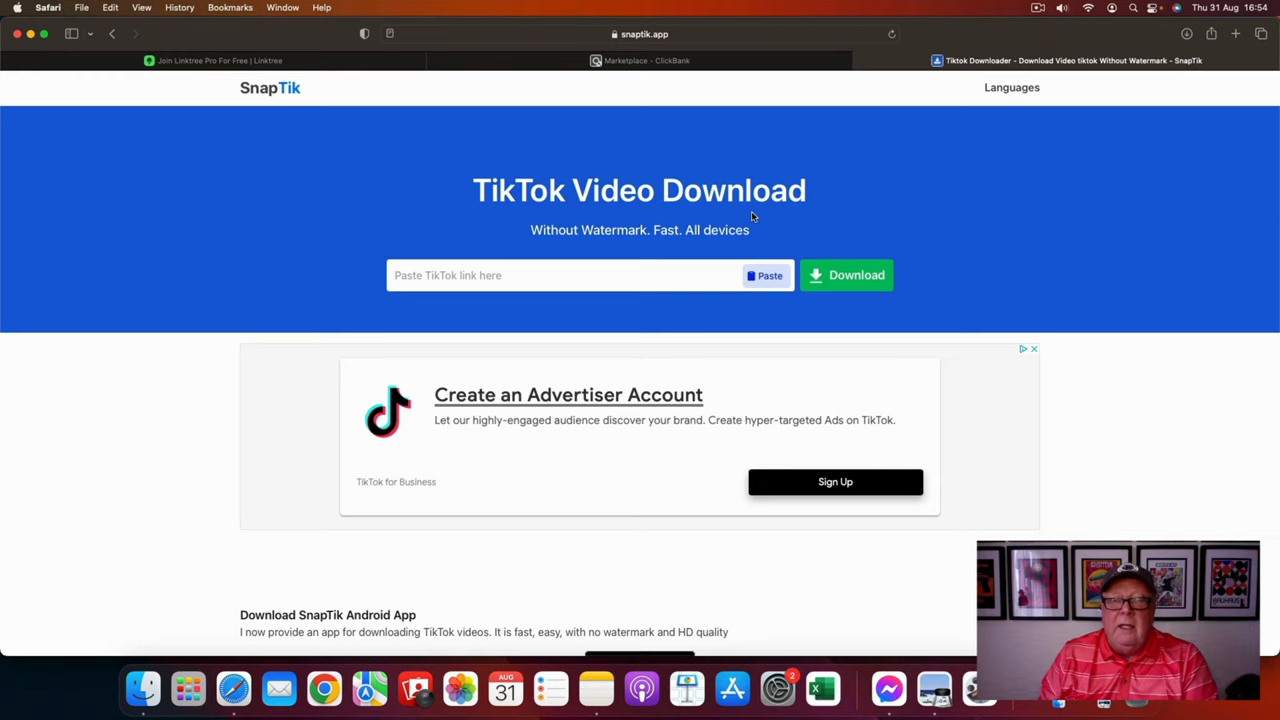 Safari File Edit View History Bookmarks Window Help Thu 31 Aug 16:54
snaptik.app
Join Linktree Pro For Free | Linktree Marketplace - ClickBank Tiktok Downloader - Download Video tiktok Without Watermark - SnapTik
SnapTik Languages
TikTok Video Download
Without Watermark. Fast. All devices
Paste TikTok link here Paste Download
Create an Advertiser Account
Let our highly-engaged audience discover your brand. Create hyper-targeted Ads on TikTok.
TikTok for Business Sign Up
Download SnapTik Android App
I now provide an app for downloading TikTok videos. It is fast, easy, with no watermark and HD quality
AUG
31
2